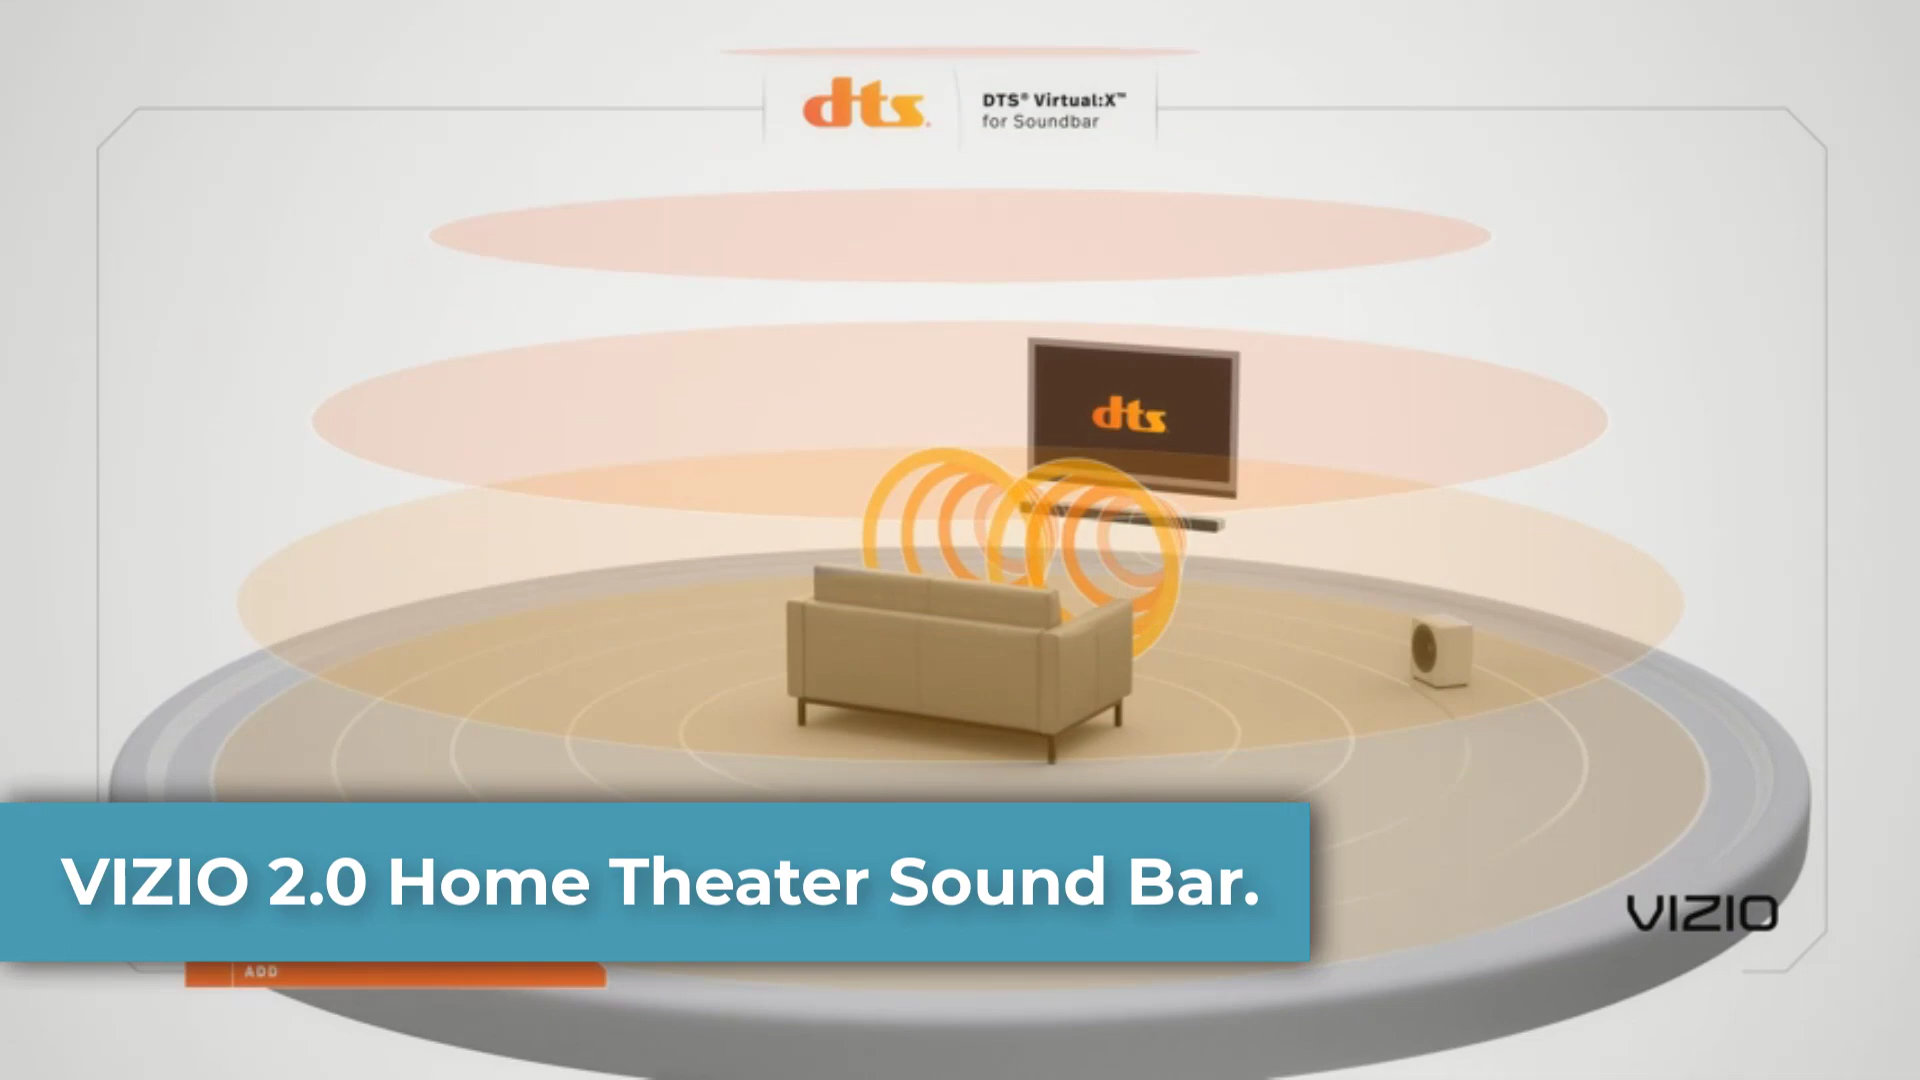 dts
DTS® Virtual:X™
for Soundbar
dts
VIZIO 2.0 Home Theater Sound Bar.
VIZIO
ADD